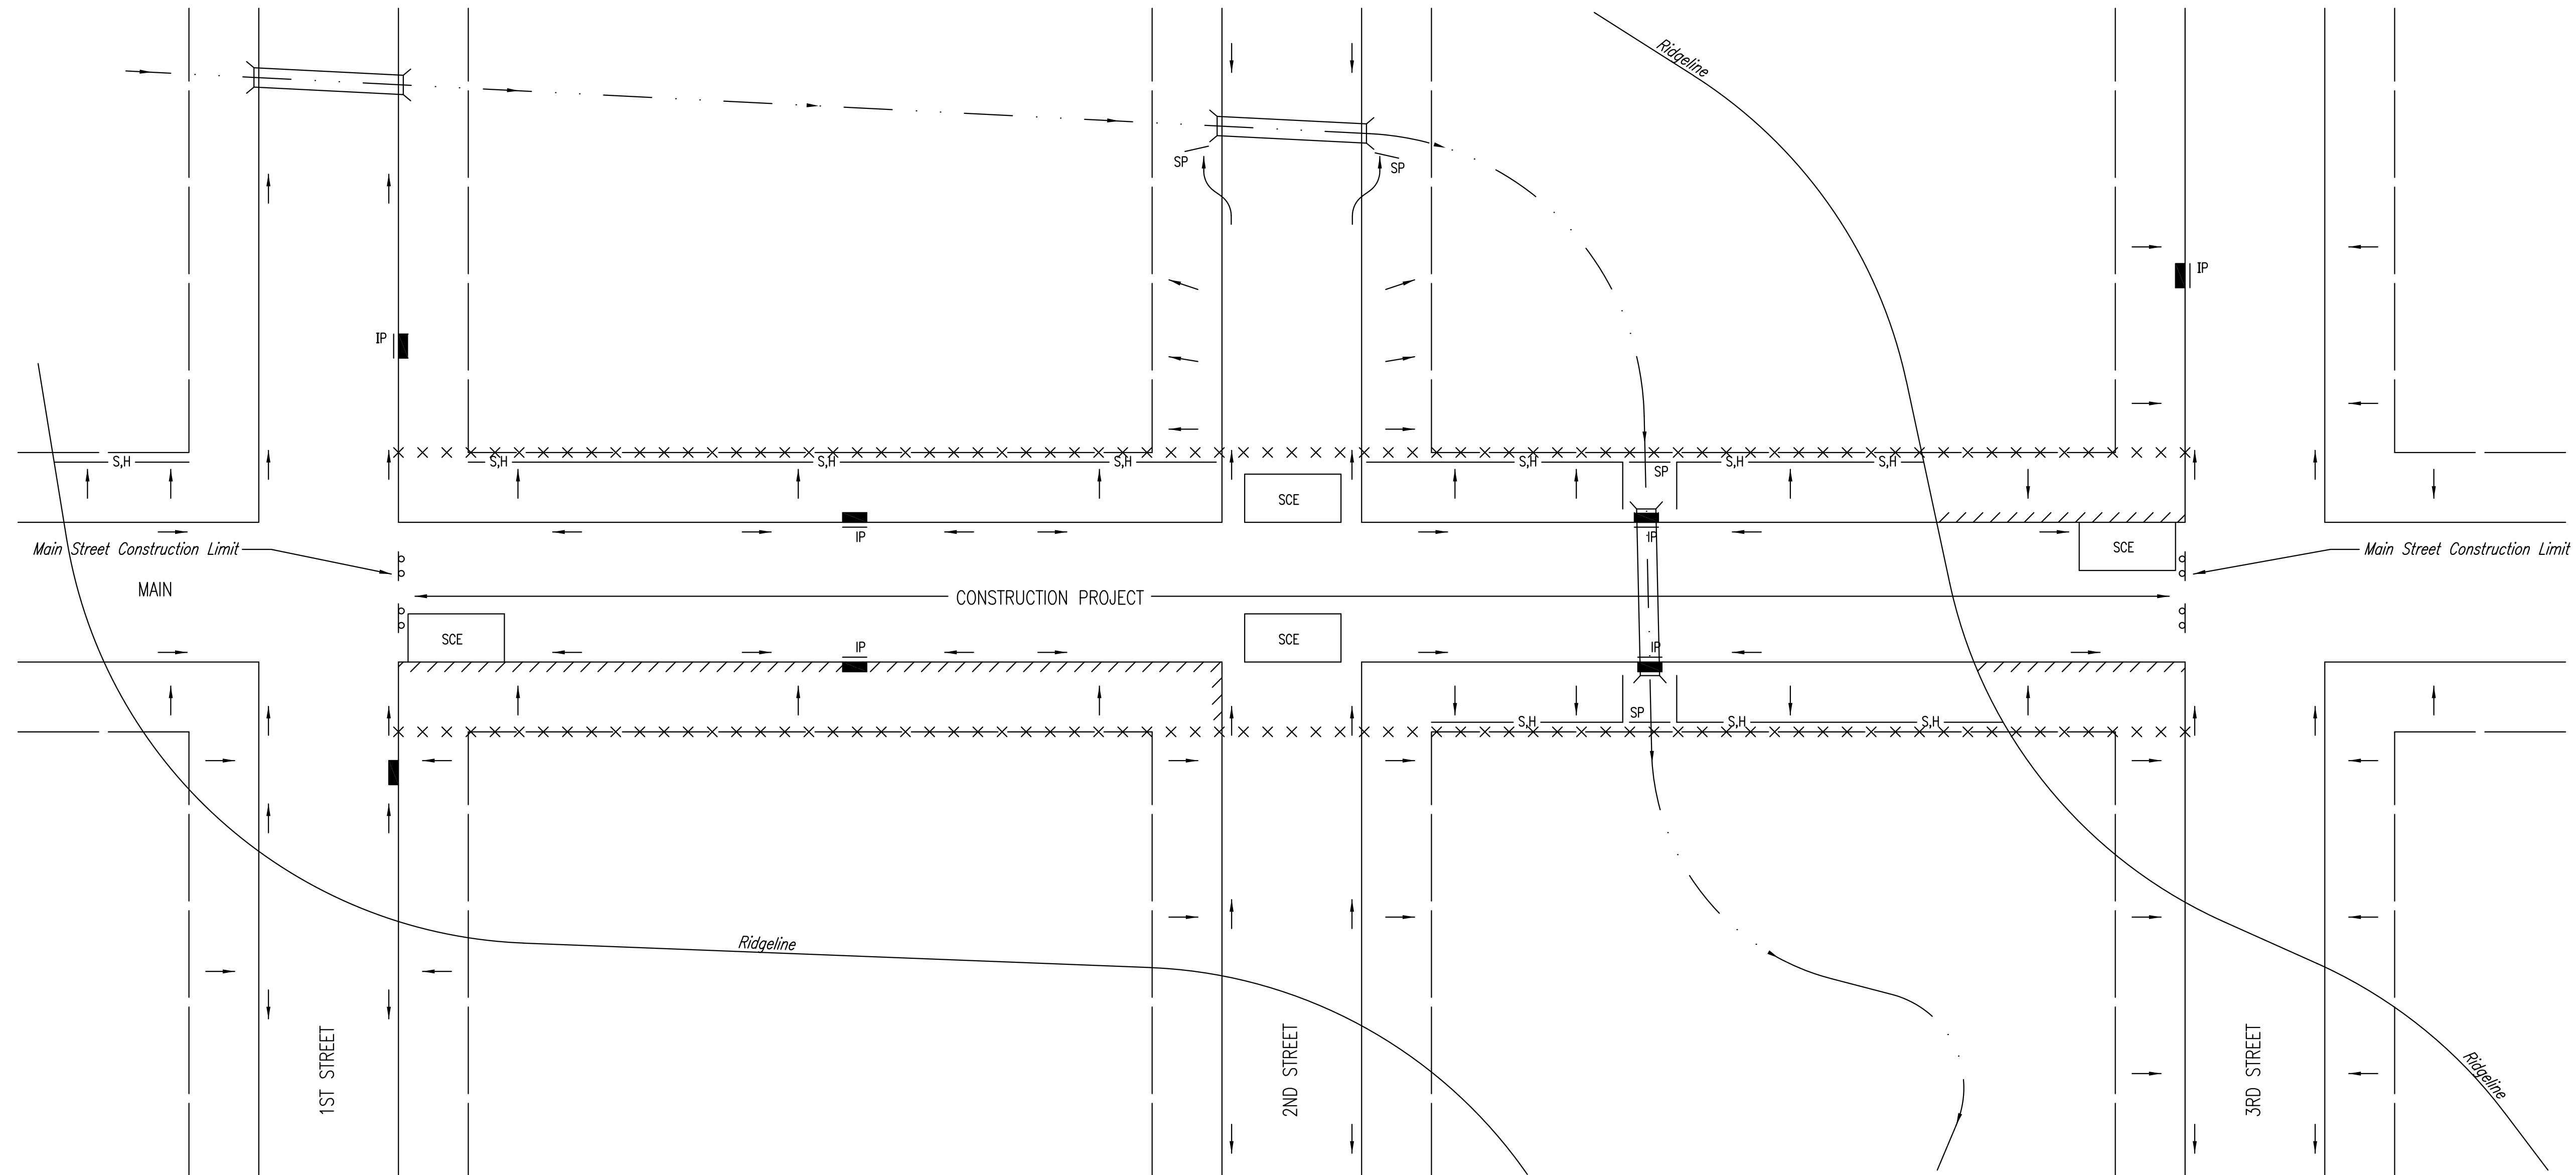 Ridgeline
SP
SP
IP
IP
S,H
S,H
S,H
S,H
S,H
SP
S,H
S,H
SCE
IP
IP
SCE
Main Street Construction Limit
Main Street Construction Limit
MAIN
CONSTRUCTION PROJECT
SCE
SCE
IP
IP
S,H
SP
S,H
S,H
Ridgeline
1ST STREET
2ND STREET
3RD STREET
Ridgeline